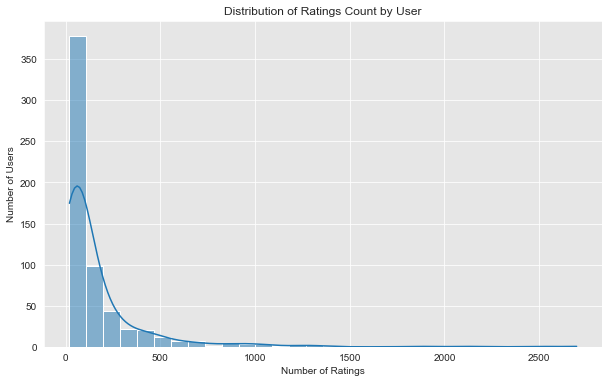 Distribution of Ratings Count by User
Number of Users
350
300
250
200
150
100
50
0
0 500 1000 1500 2000 2500
Number of Ratings